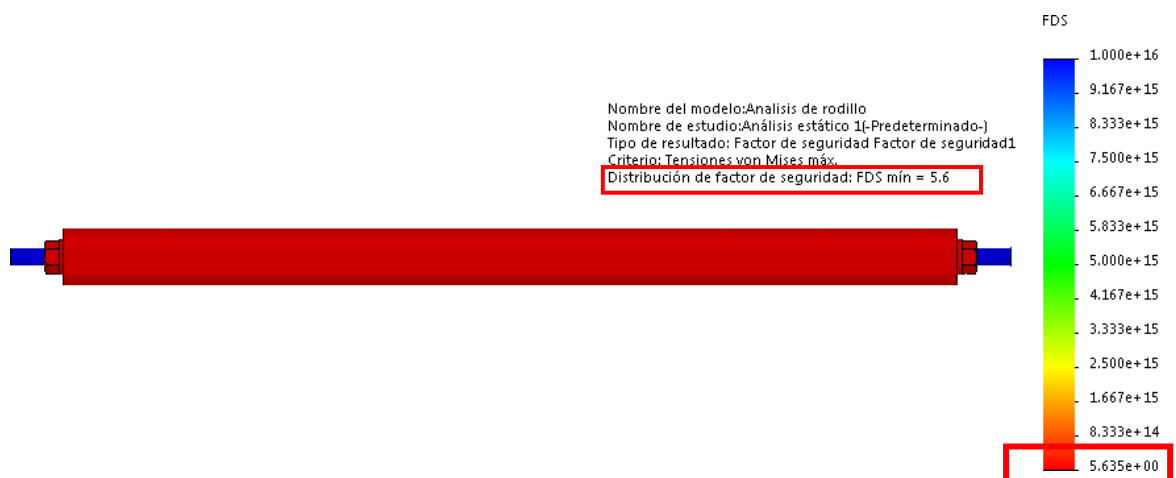 FDS
Nombre del modelo:Analisis de rodillo
Nombre de estudio:Análisis estático 1(-Predeterminado-)
Tipo de resultado: Factor de seguridad Factor de seguridad1
Criterio: Tensiones von Mises máx.
Distribución de factor de seguridad: FDS mín = 5.6
1.000e+16
9.167e+15
8.333e+15
7.500e+15
6.667e+15
5.833e+15
5.000e+15
4.167e+15
3.333e+15
2.500e+15
1.667e+15
8.333e+14
5.635e+00